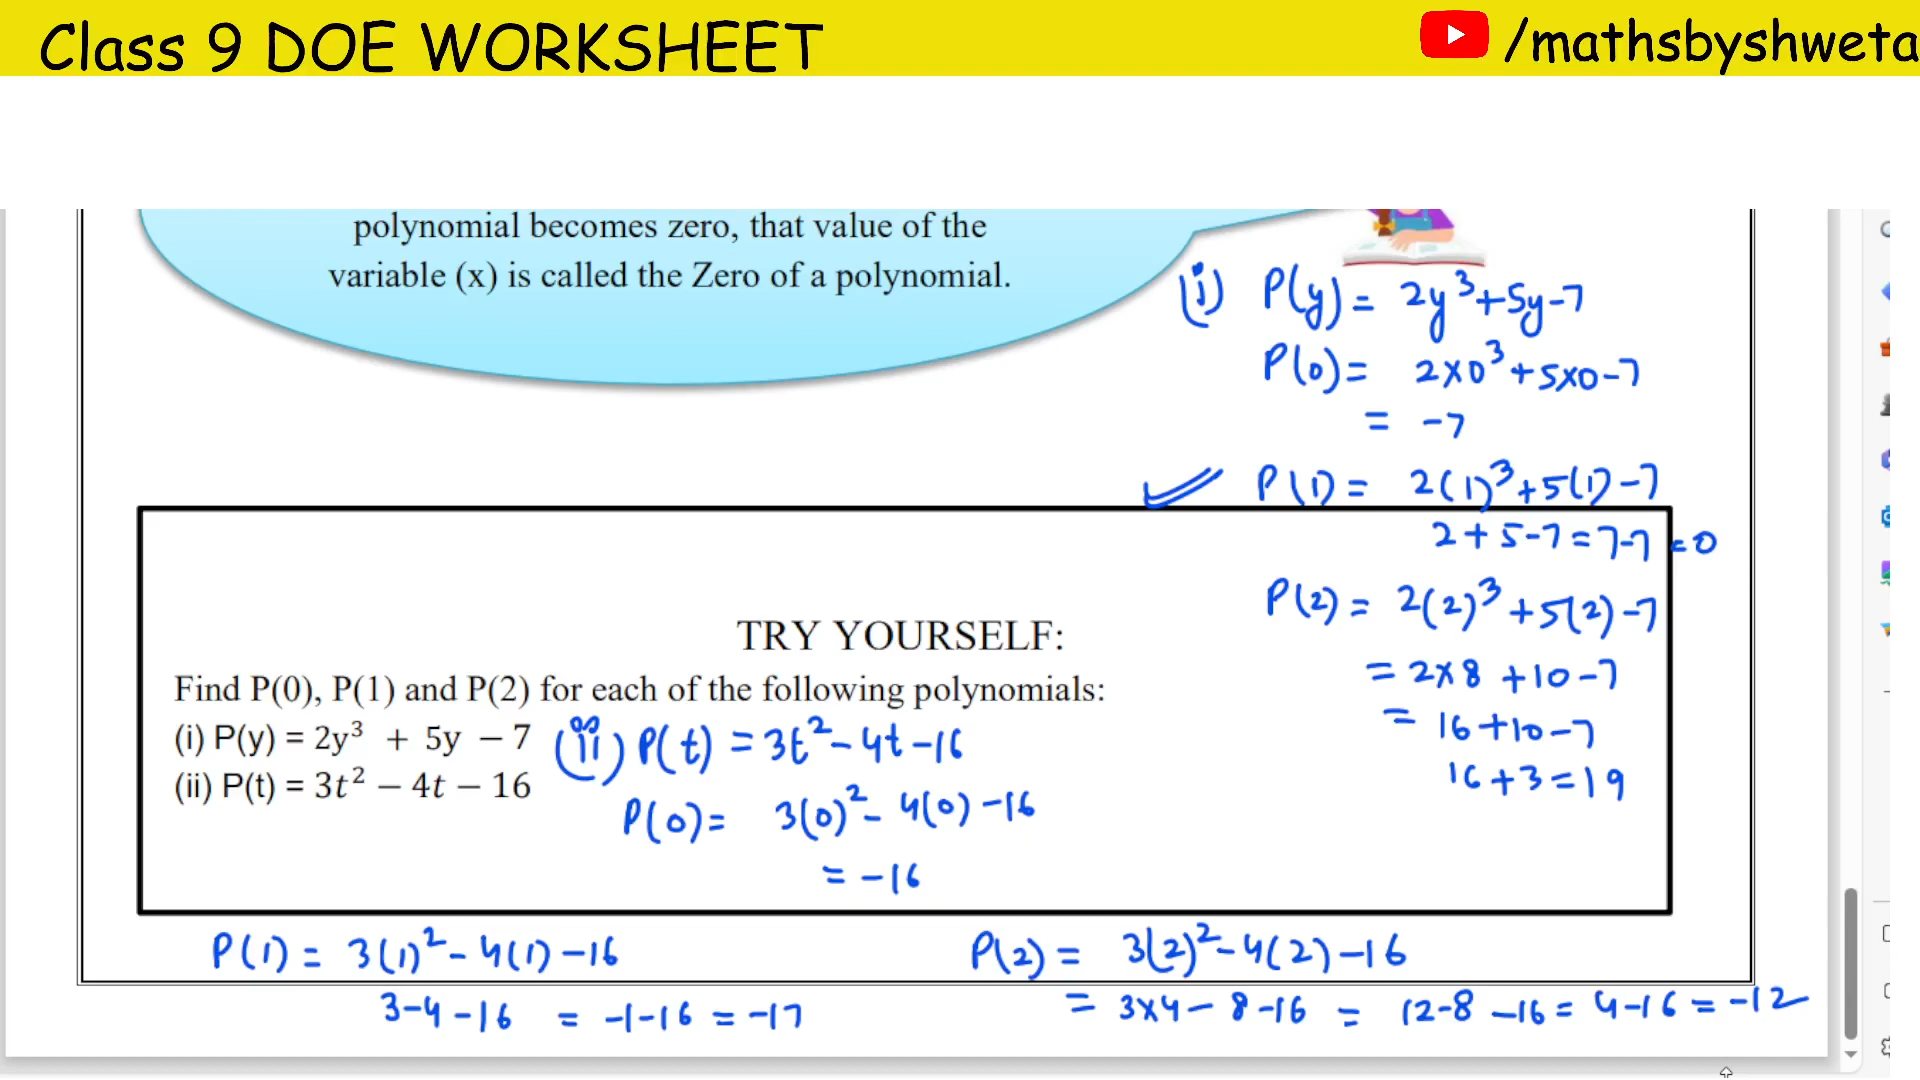 Class 9 DOE WORKSHEET
/mathsbyshweta
polynomial becomes zero, that value of the
variable (x) is called the Zero of a polynomial.
(i) P(y) = 2y³+5y-7
P(0) = 2×0³+5×0-7
= -7
P(1) = 2(1)³+5(1)-7
2+5-7=7-7=0
P(2) = 2(2)³+5(2)-7
= 2×8+10-7
= 16+10-7
16+3=19
TRY YOURSELF:
Find P(0), P(1) and P(2) for each of the following polynomials:
(i) P(y) = 2y³ + 5y − 7
(ii) P(t) = 3t² − 4t − 16
(ii) P(t) = 3t²-4t-16
P(0) = 3(0)²-4(0)-16
= -16
P(1) = 3(1)²-4(1)-16
3-4-16 = -1-16 = -17
P(2) = 3(2)²-4(2)-16
= 3×4-8-16 = 12-8-16 = 4-16 = -12